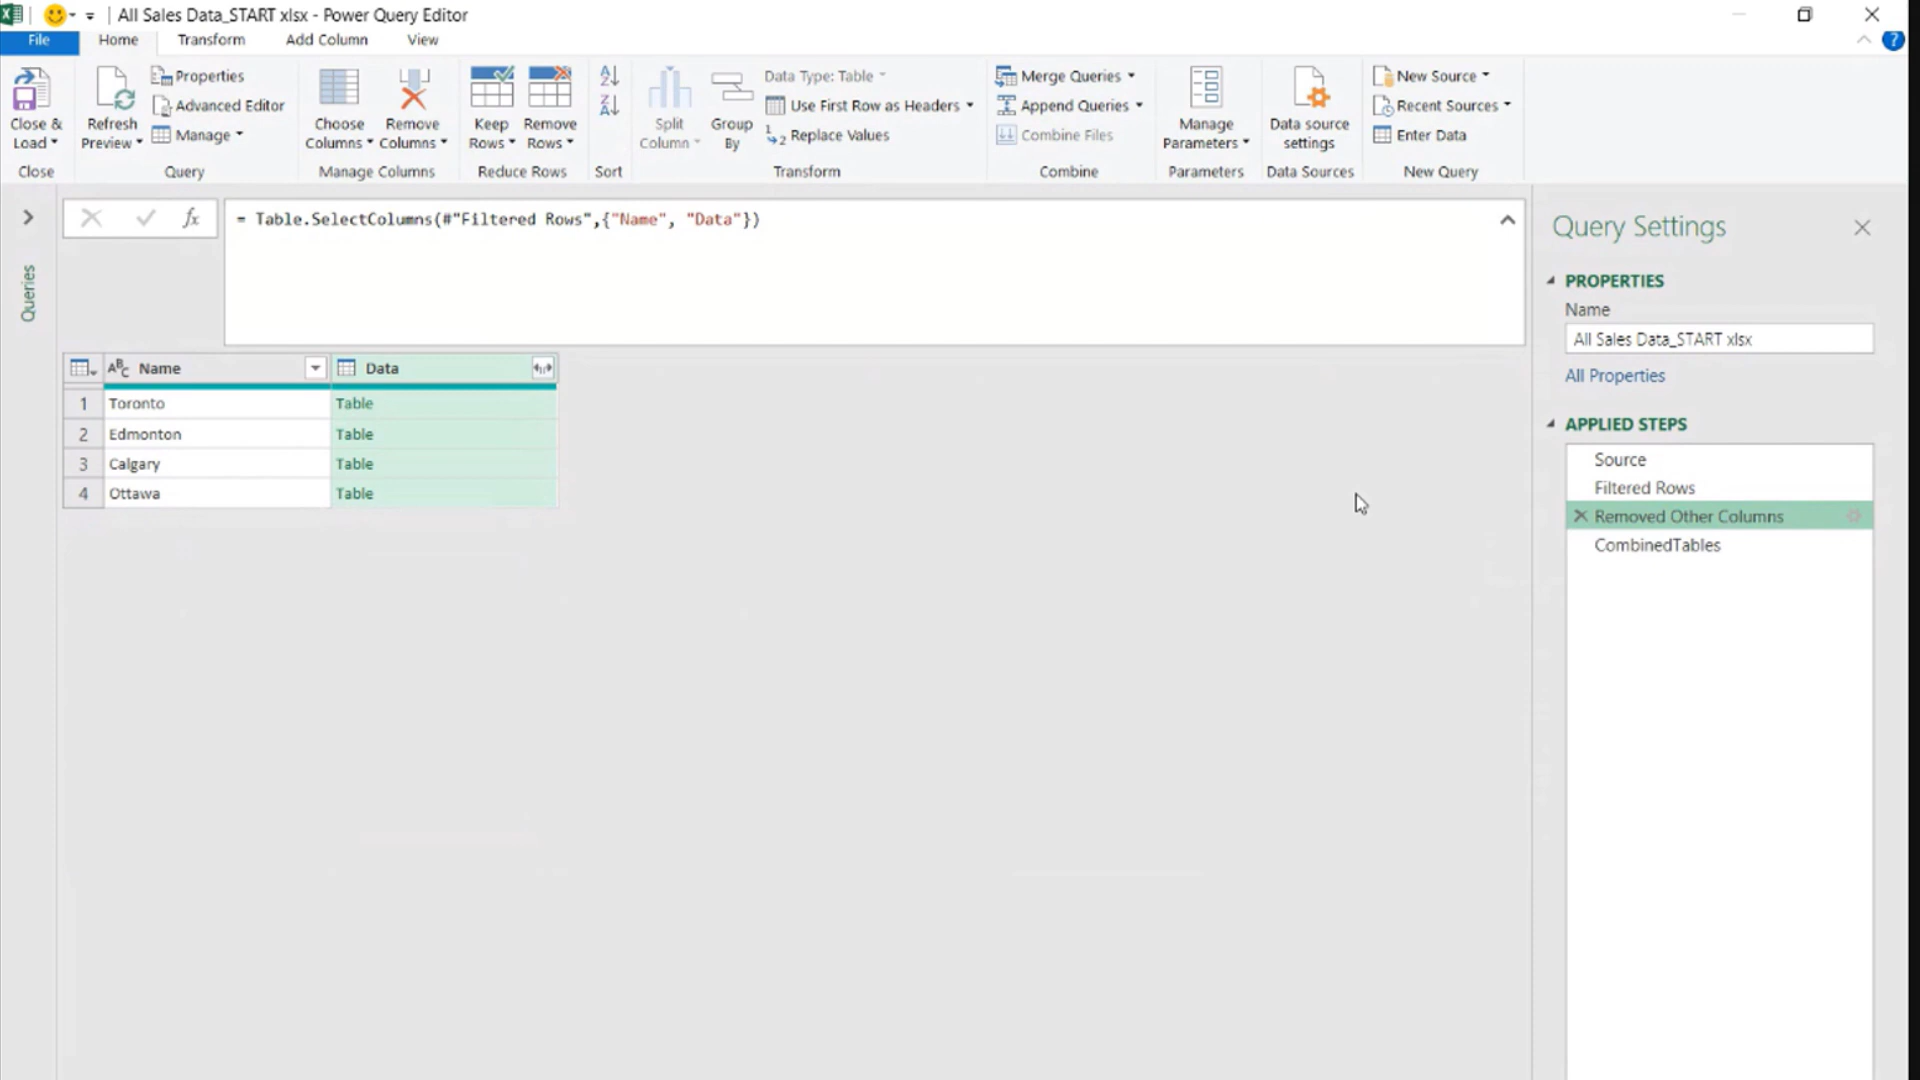 All Sales Data_START xlsx - Power Query Editor
File Home Transform Add Column View
Close & Load
Close
Refresh Preview
Properties
Advanced Editor
Manage
Query
Choose Columns
Remove Columns
Manage Columns
Keep Rows
Remove Rows
Reduce Rows
A Z
Z A
Sort
Split Column
Group By
Data Type: Table
Use First Row as Headers
1 2 Replace Values
Transform
Merge Queries
Append Queries
Combine Files
Combine
Manage Parameters
Parameters
Data source settings
Data Sources
New Source
Recent Sources
Enter Data
New Query
?
Queries
fx
= Table.SelectColumns(#"Filtered Rows",{"Name", "Data"})
ABC Name Data
1 Toronto Table
2 Edmonton Table
3 Calgary Table
4 Ottawa Table
Query Settings
PROPERTIES
Name
All Sales Data_START xlsx
All Properties
APPLIED STEPS
Source
Filtered Rows
Removed Other Columns
CombinedTables